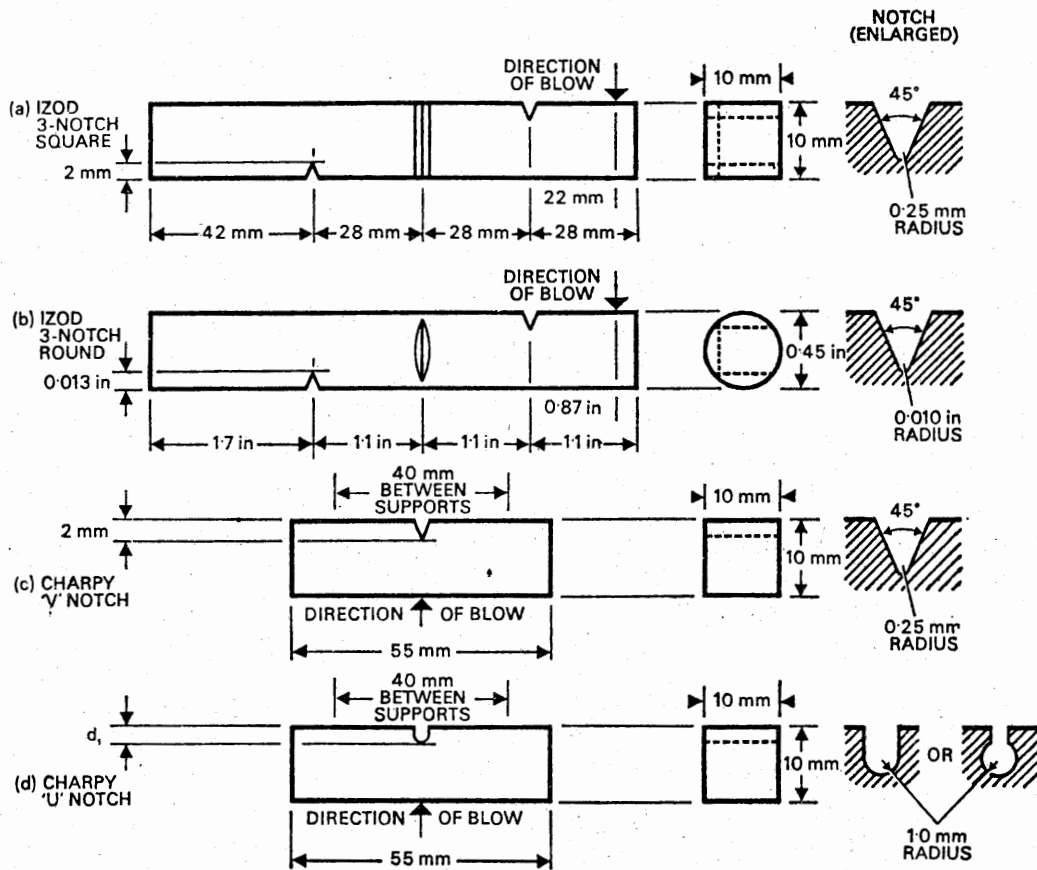 NOTCH
(ENLARGED)
DIRECTION
OF BLOW
10 mm
45°
(a) IZOD
3-NOTCH
SQUARE
2 mm
10 mm
22 mm
0·25 mm
RADIUS
42 mm
28 mm
28 mm
28 mm
DIRECTION
OF BLOW
45°
(b) IZOD
3-NOTCH
ROUND
0·013 in
0·45 in
0·87 in
0·010 in
RADIUS
1·7 in
1·1 in
1·1 in
1·1 in
40 mm
BETWEEN
SUPPORTS
10 mm
45°
2 mm
10 mm
(c) CHARPY
'V' NOTCH
DIRECTION OF BLOW
0·25 mm
RADIUS
55 mm
40 mm
BETWEEN
SUPPORTS
10 mm
d₁
10 mm
OR
(d) CHARPY
'U' NOTCH
DIRECTION OF BLOW
1·0 mm
RADIUS
55 mm